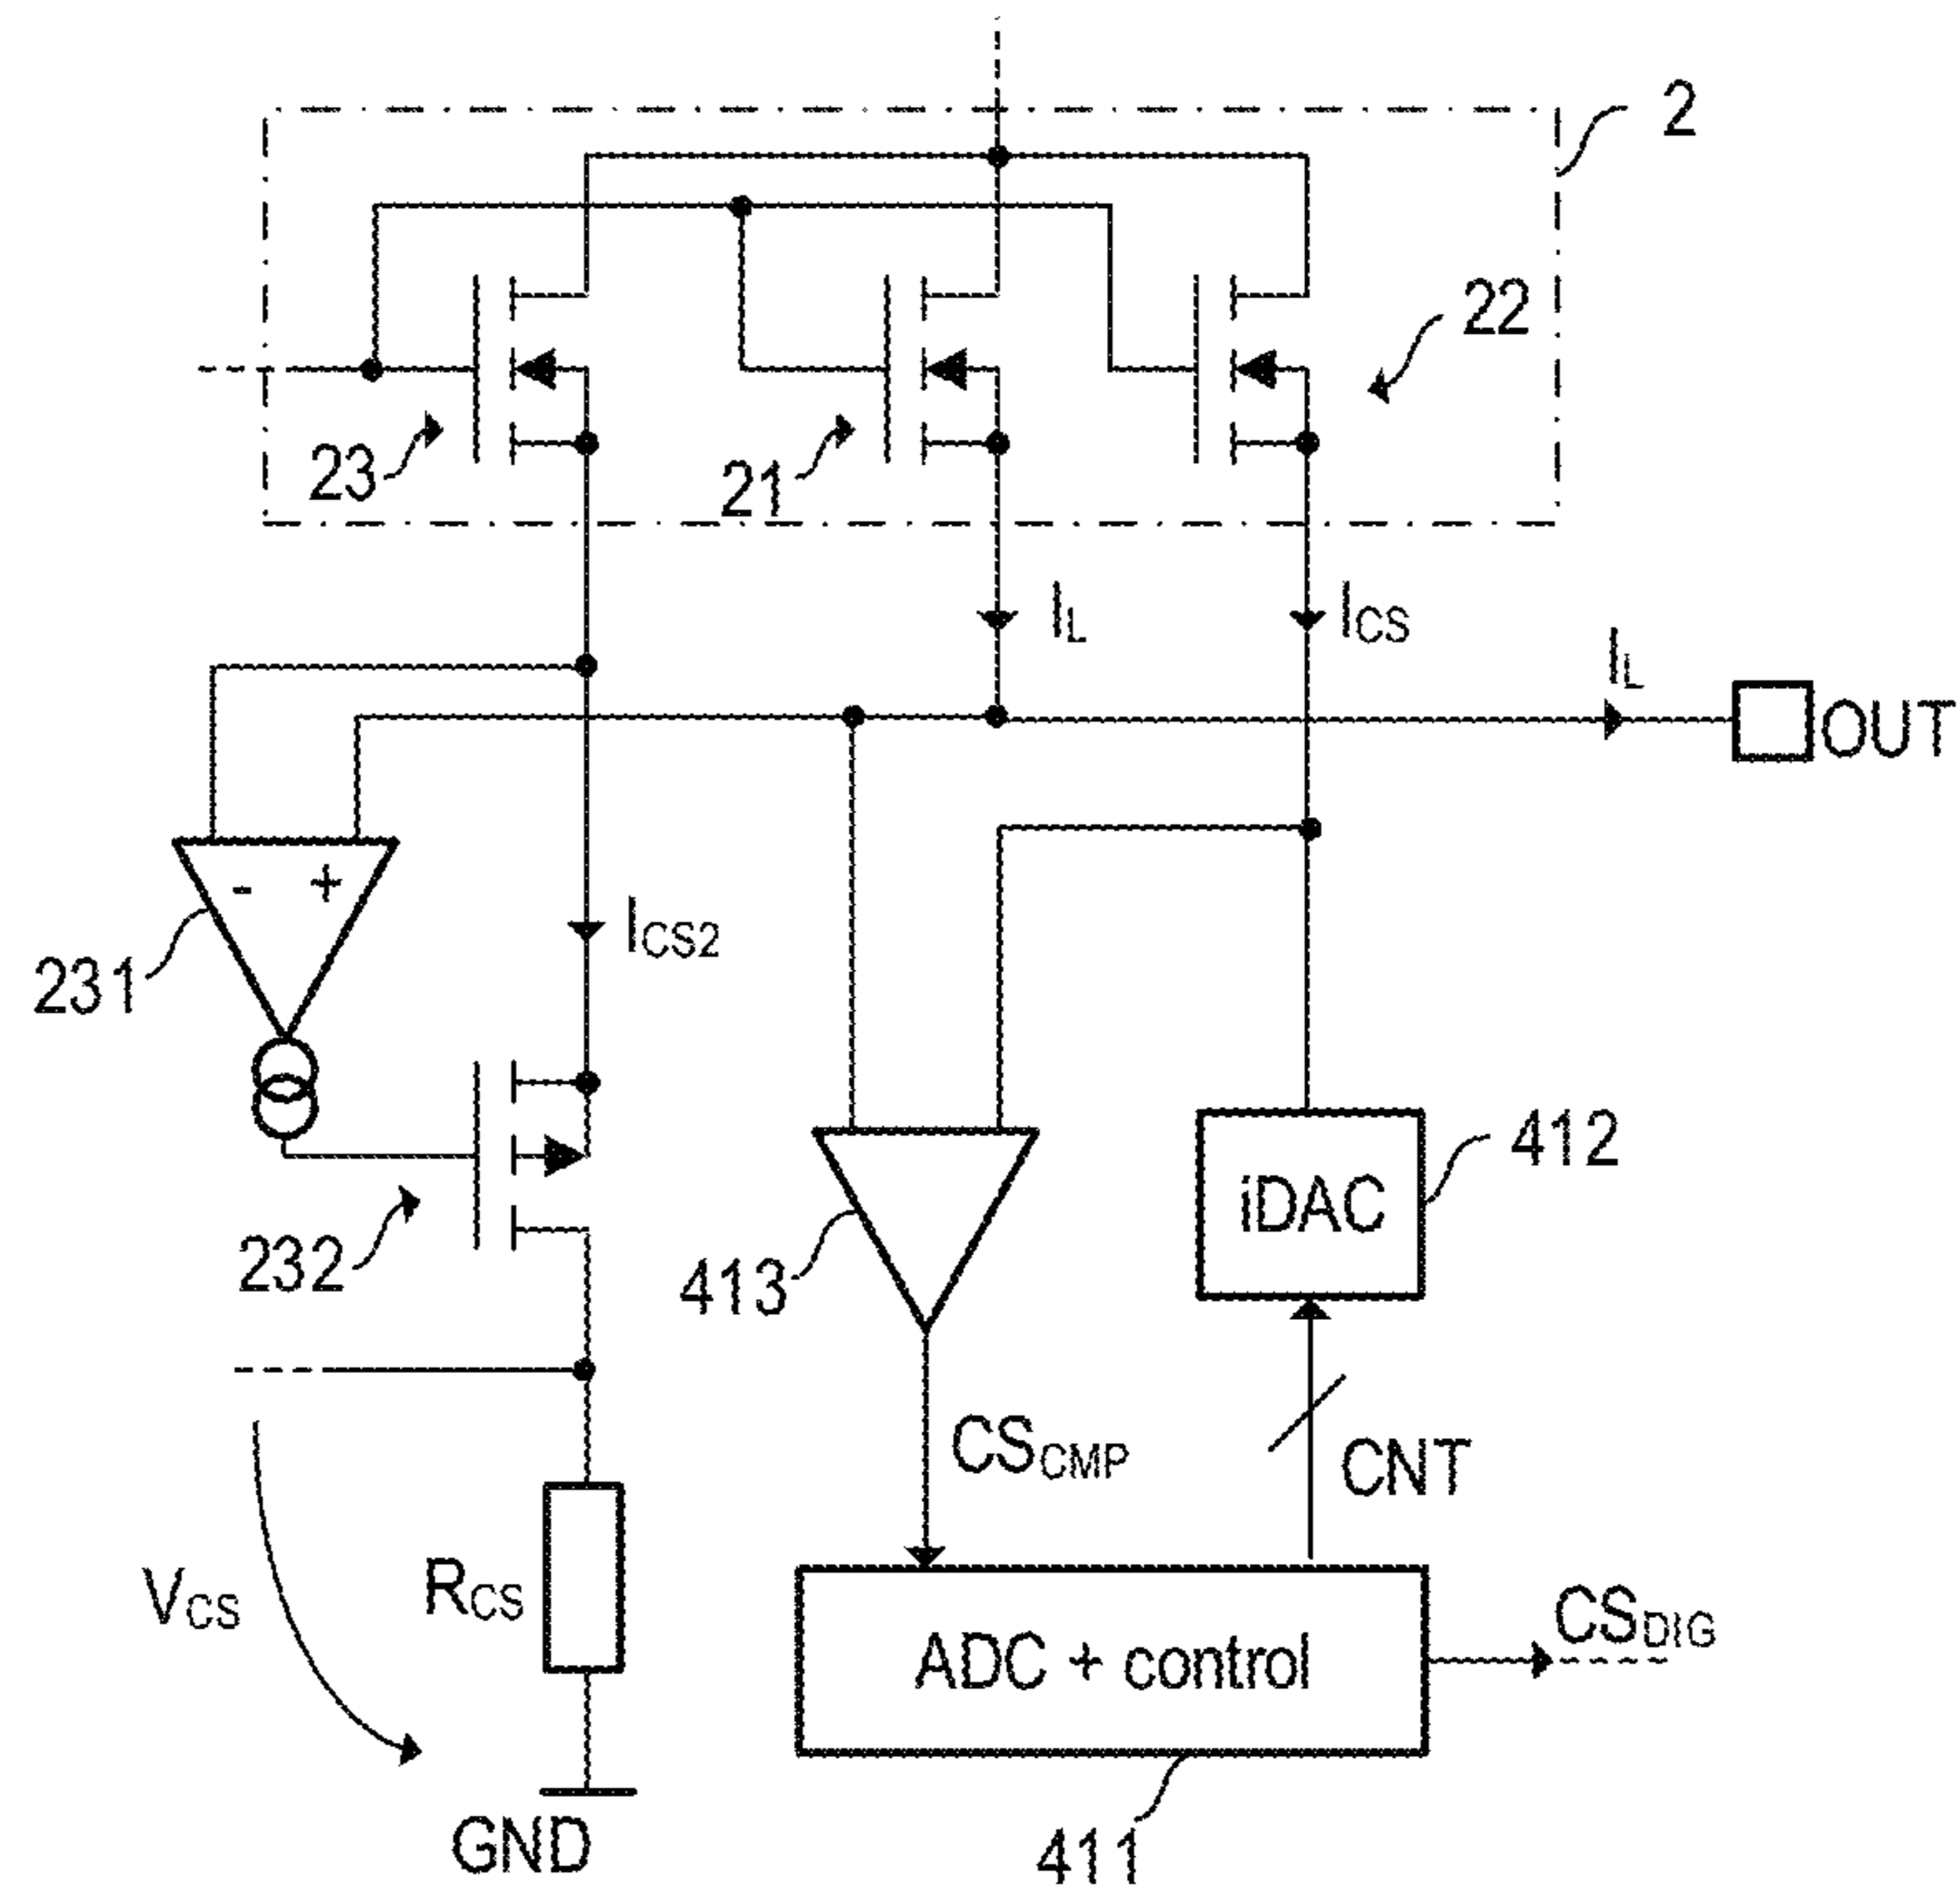 2
22
23
21
IL
ICS
IL
OUT
- +
231
ICS2
412
iDAC
232
413
CSCMP
CNT
VCS
RCS
ADC + control
CSDIG
GND
411